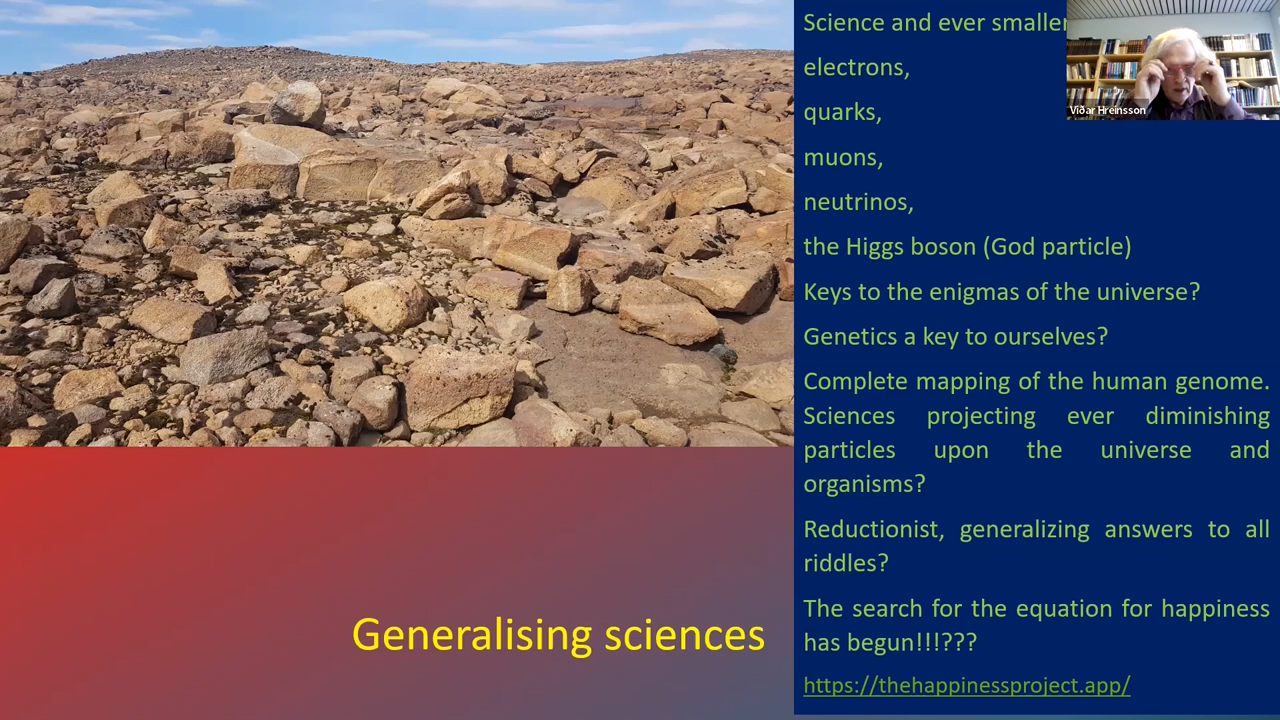 Science and ever smaller
electrons,
quarks,
muons,
neutrinos,
the Higgs boson (God particle)
Keys to the enigmas of the universe?
Genetics a key to ourselves?
Complete mapping of the human genome.
Sciences projecting ever diminishing
particles upon the universe and
organisms?
Reductionist, generalizing answers to all
riddles?
The search for the equation for happiness
has begun!!!???
https://thehappinessproject.app/
Generalising sciences
Viðar Hreinsson